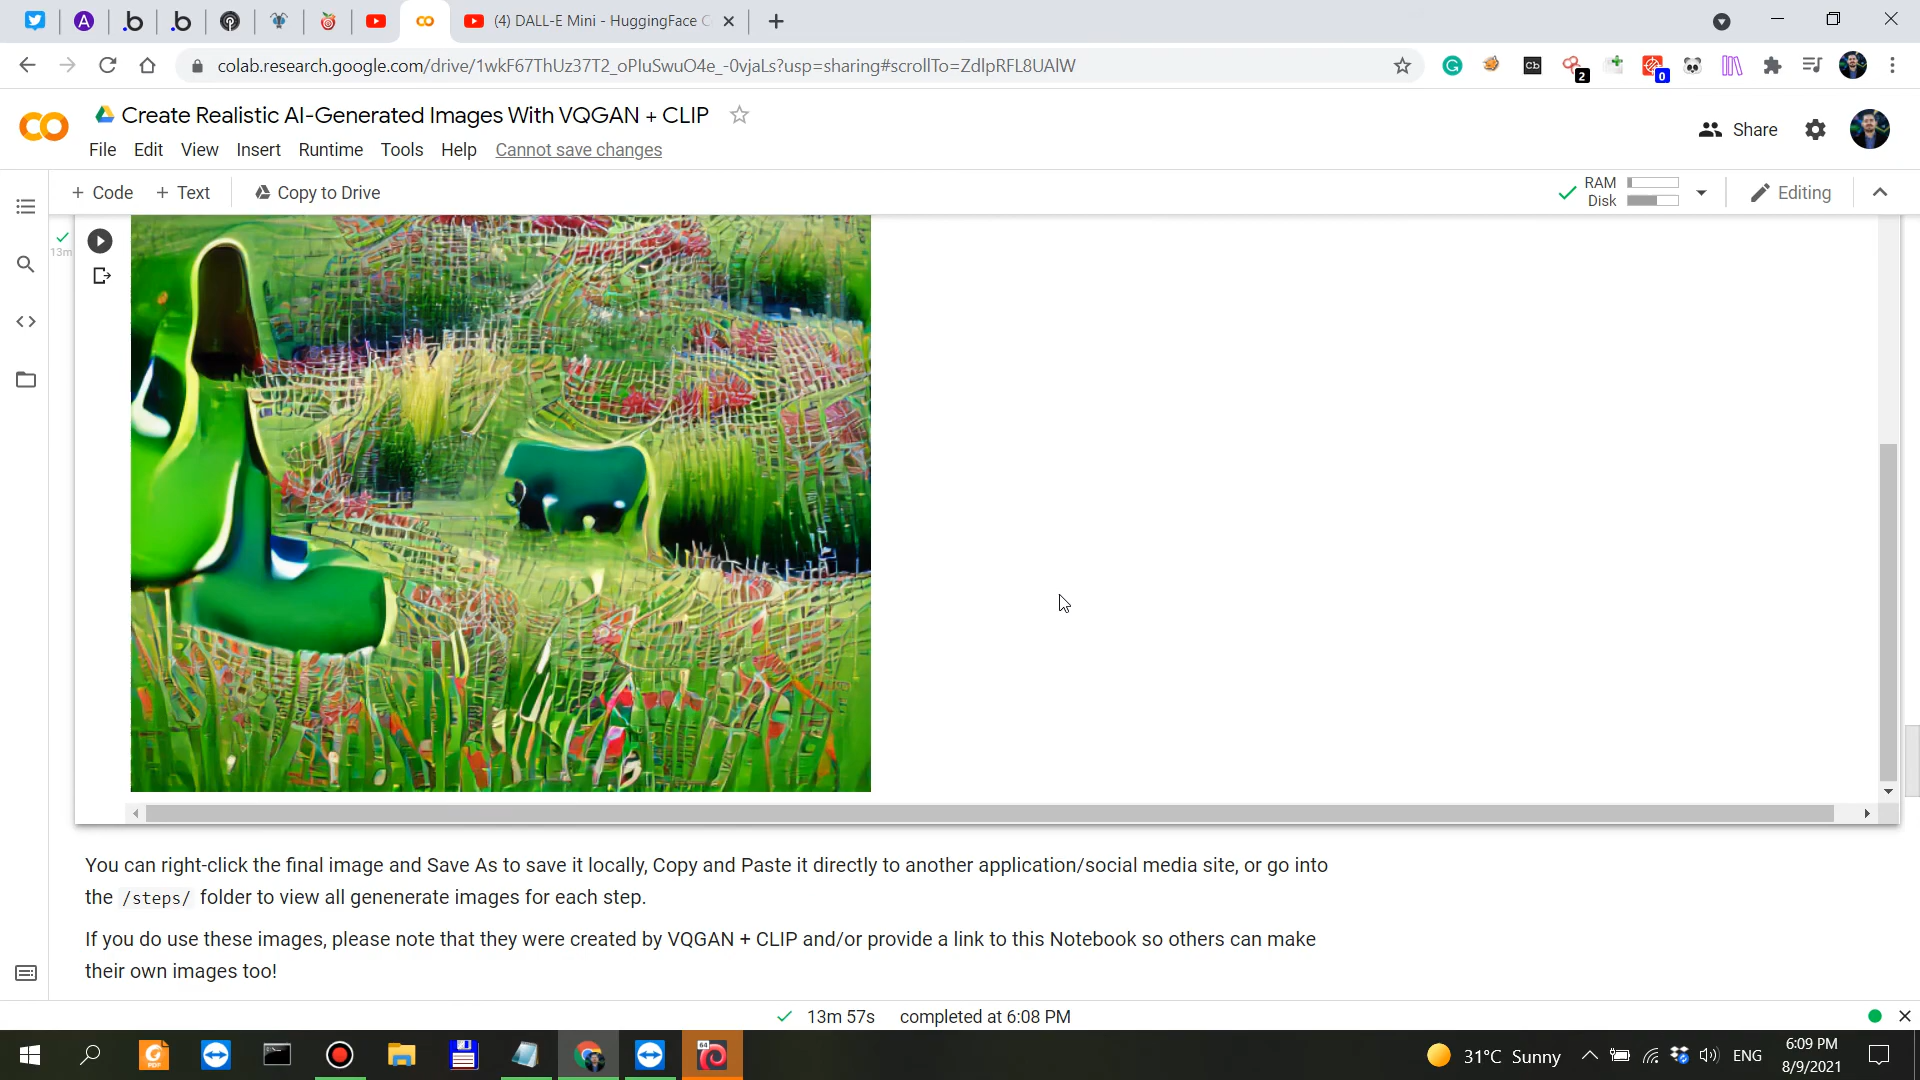 (4) DALL-E Mini - HuggingFace C
colab.research.google.com/drive/1wkF67ThUz37T2_oPIuSwuO4e_-0vjaLs?usp=sharing#scrollTo=ZdlpRFL8UAlW
2
0
Create Realistic AI-Generated Images With VQGAN + CLIP
Share
File Edit View Insert Runtime Tools Help Cannot save changes
+ Code + Text Copy to Drive
RAM
Disk
Editing
13m
You can right-click the final image and Save As to save it locally, Copy and Paste it directly to another application/social media site, or go into
the /steps/ folder to view all genenerate images for each step.
If you do use these images, please note that they were created by VQGAN + CLIP and/or provide a link to this Notebook so others can make
their own images too!
13m 57s completed at 6:08 PM
31°C Sunny
ENG
6:09 PM
8/9/2021